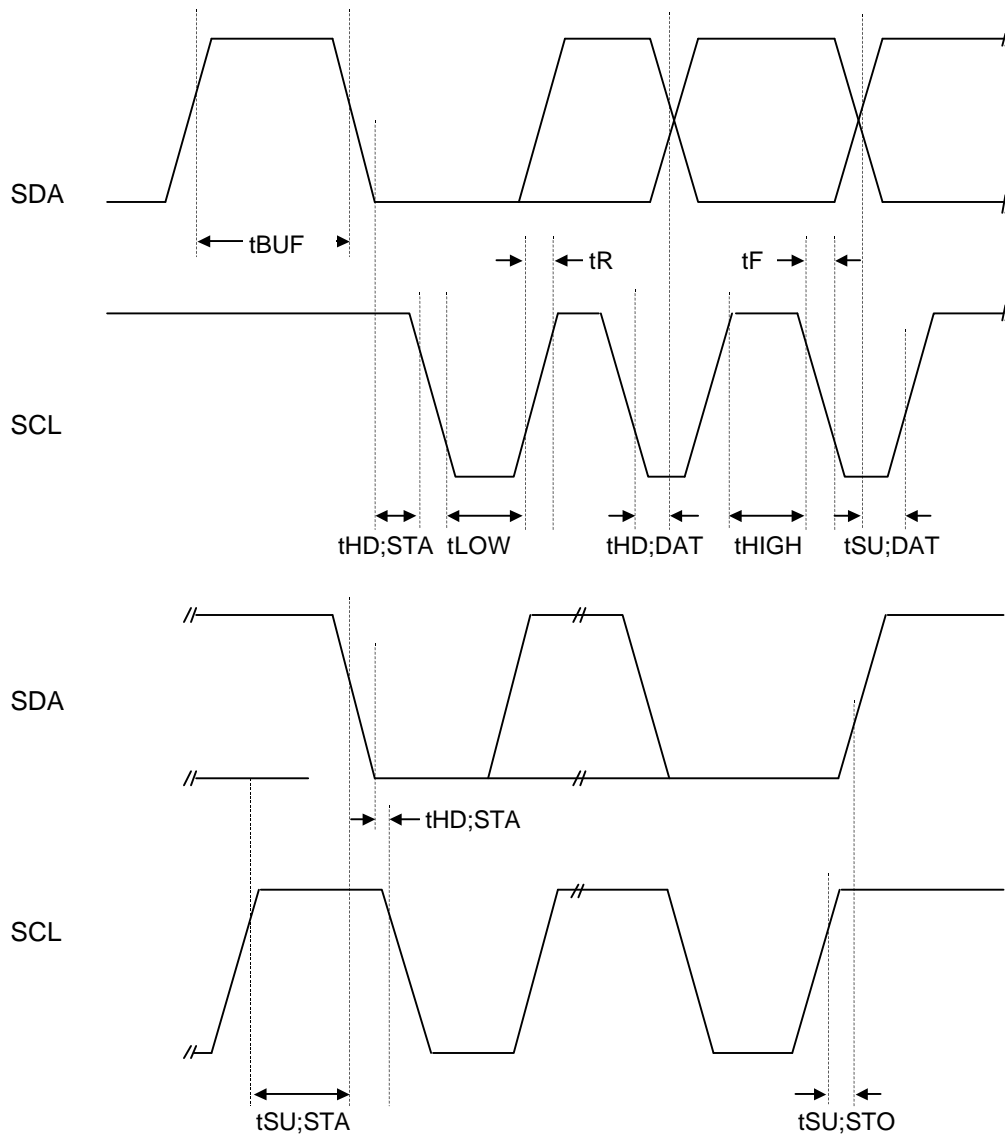 SDA
tBUF
tR
tF
SCL
tHD;STA
tLOW
tHD;DAT
tHIGH
tSU;DAT
SDA
tHD;STA
SCL
tSU;STA
tSU;STO